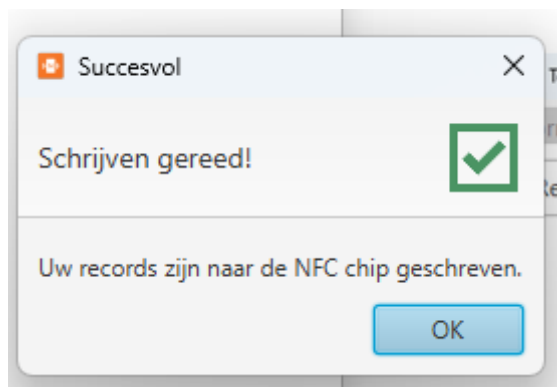 Succesvol
Schrijven gereed!
Uw records zijn naar de NFC chip geschreven.
OK